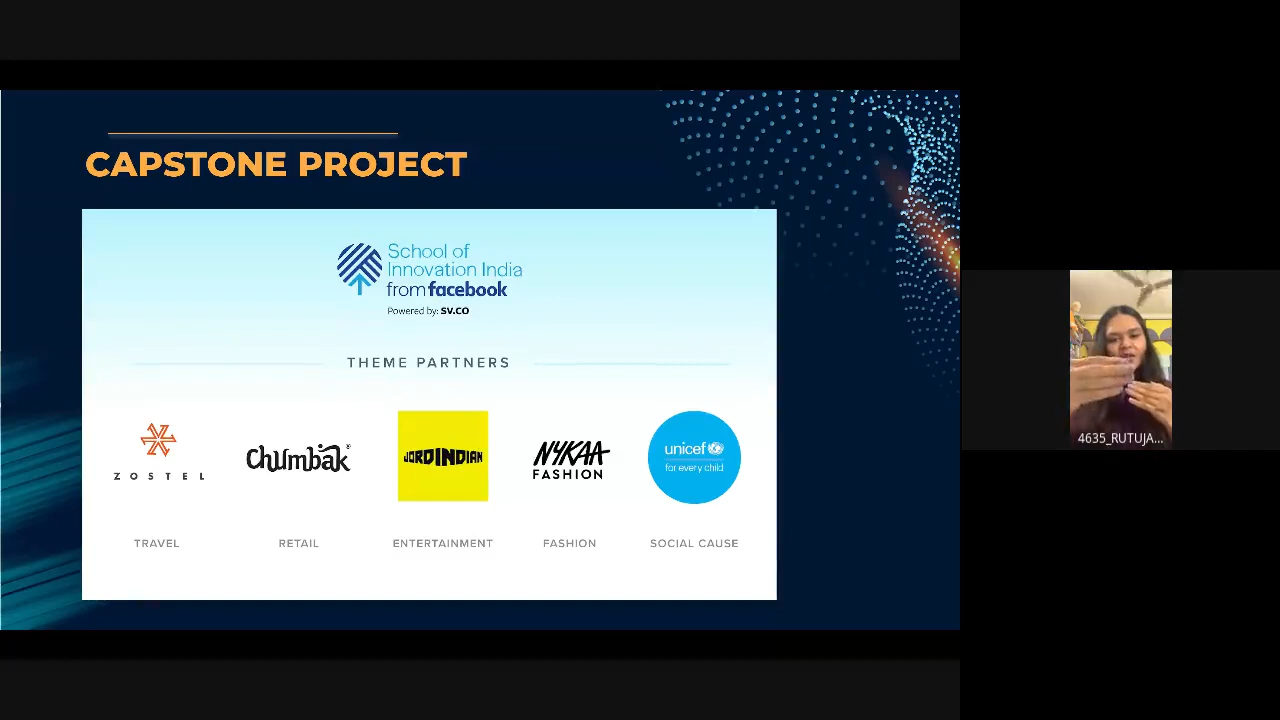 CAPSTONE PROJECT
School of
Innovation India
from facebook
Powered by: SV.CO
THEME PARTNERS
ZOSTEL
Chumbak®
JORDINDIAN
NYKAA
FASHION
unicef
for every child
TRAVEL
RETAIL
ENTERTAINMENT
FASHION
SOCIAL CAUSE
4635_RUTUJA...